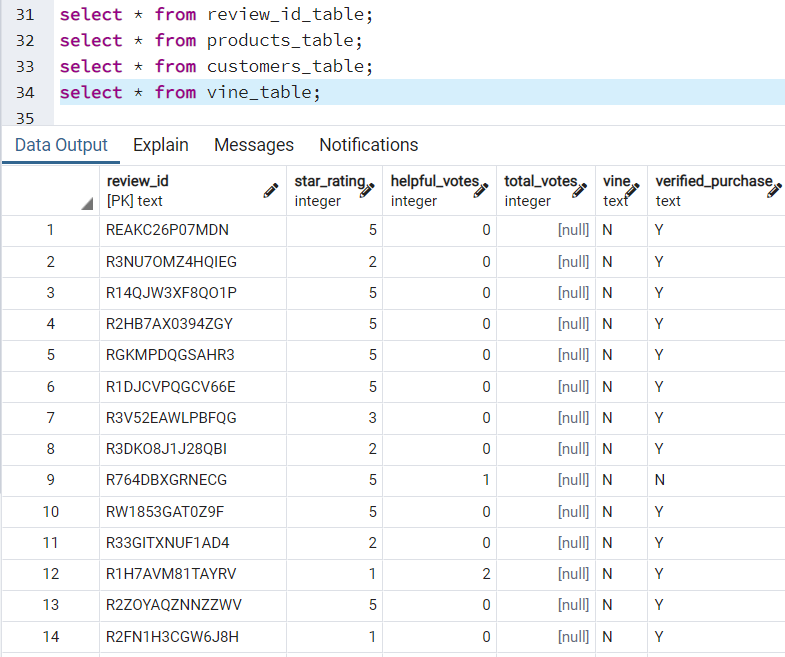 31 select * from review_id_table;
32 select * from products_table;
33 select * from customers_table;
34 select * from vine_table;
35
Data Output Explain Messages Notifications
review_id star_rating helpful_votes total_votes vine verified_purchase
[PK] text integer integer integer text text
1 REAKC26P07MDN 5 0 [null] N Y
2 R3NU7OMZ4HQIEG 2 0 [null] N Y
3 R14QJW3XF8QO1P 5 0 [null] N Y
4 R2HB7AX0394ZGY 5 0 [null] N Y
5 RGKMPDQGSAHR3 5 0 [null] N Y
6 R1DJCVPQGCV66E 5 0 [null] N Y
7 R3V52EAWLPBFQG 3 0 [null] N Y
8 R3DKO8J1J28QBI 2 0 [null] N Y
9 R764DBXGRNECG 5 1 [null] N N
10 RW1853GAT0Z9F 5 0 [null] N Y
11 R33GITXNUF1AD4 2 0 [null] N Y
12 R1H7AVM81TAYRV 1 2 [null] N Y
13 R2ZOYAQZNNZZWV 5 0 [null] N Y
14 R2FN1H3CGW6J8H 1 0 [null] N Y